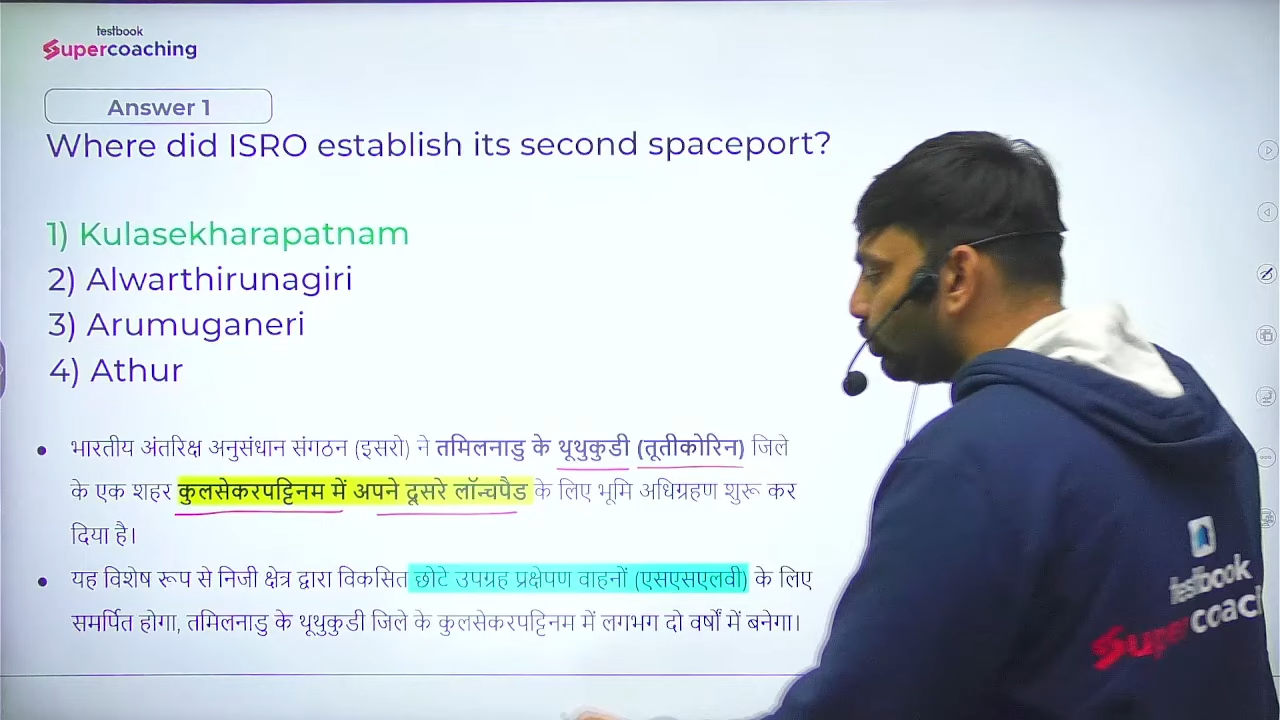 testbook
Supercoaching
Answer 1
Where did ISRO establish its second spaceport?
1) Kulasekharapatnam
2) Alwarthirunagiri
3) Arumuganeri
4) Athur
• भारतीय अंतरिक्ष अनुसंधान संगठन (इसरो) ने तमिलनाडु के थूथुकुडी (तूतीकोरिन) जिले
के एक शहर कुलसेकरपट्टिनम में अपने दूसरे लॉन्चपैड के लिए भूमि अधिग्रहण शुरू कर
दिया है।
• यह विशेष रूप से निजी क्षेत्र द्वारा विकसित छोटे उपग्रह प्रक्षेपण वाहनों (एसएसएलवी) के लिए
समर्पित होगा, तमिलनाडु के थूथुकुडी जिले के कुलसेकरपट्टिनम में लगभग दो वर्षों में बनेगा।
testbook
Supercoachi